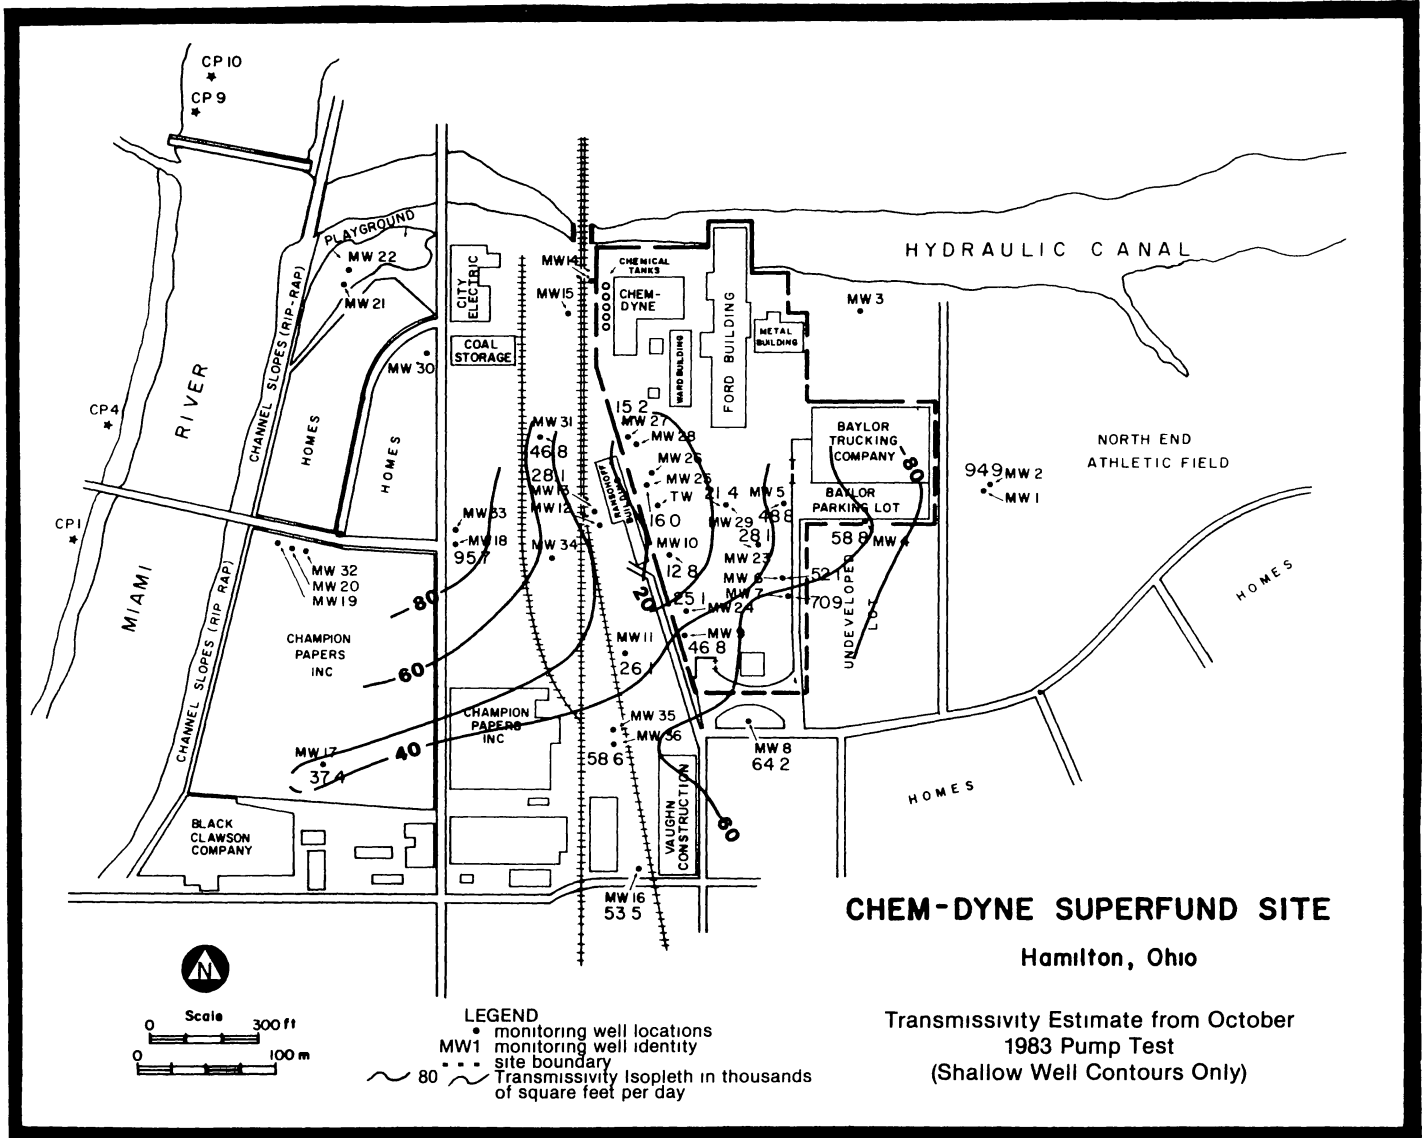 CP 10
CP 9
PLAYGROUND
MW 22
MW 21
CITY ELECTRIC
MW14
MW15
CHEMICAL
TANKS
CHEM-
DYNE
HYDRAULIC CANAL
MW 3
FORD BUILDING
METAL
BUILDING
WARD BUILDING
COAL
STORAGE
MW 30
CHANNEL SLOPES (RIP-RAP)
RIVER
CP 4
HOMES
HOMES
15 2
MW 31
46 8
28.1
MW 13
MW 12
MW 27
MW 28
MW 26
MW 25
TW
RANSOHOFF
BUILDING
16 0
21 4
MW 29
MW 5
48 8
28 1
BAYLOR
TRUCKING
COMPANY
80
BAYLOR
PARKING LOT
NORTH END
ATHLETIC FIELD
94 9
MW 2
MW 1
CP 1
MW 33
MW 18
95.7
MW 34
MW 10
12 8
MW 23
MW 6
52 1
MW 7
70 9
58 8
MW 4
MW 32
MW 20
MW 19
80
20
25 1
MW 24
MW 9
46 8
UNDEVELOPED
LOT
HOMES
MIAMI
CHANNEL SLOPES (RIP RAP)
CHAMPION
PAPERS
INC
60
MW 11
26 1
CHAMPION
PAPERS
INC
MW 35
MW 36
58 6
MW 8
64 2
MW 17
37 4
40
HOMES
BLACK
CLAWSON
COMPANY
VAUGHN
CONSTRUCTION
60
MW 16
53 5
CHEM-DYNE SUPERFUND SITE
Hamilton, Ohio
N
Scale
0 300 ft
0 100 m
LEGEND
monitoring well locations
MW1 monitoring well identity
site boundary
80 Transmissivity Isopleth in thousands
of square feet per day
Transmissivity Estimate from October
1983 Pump Test
(Shallow Well Contours Only)